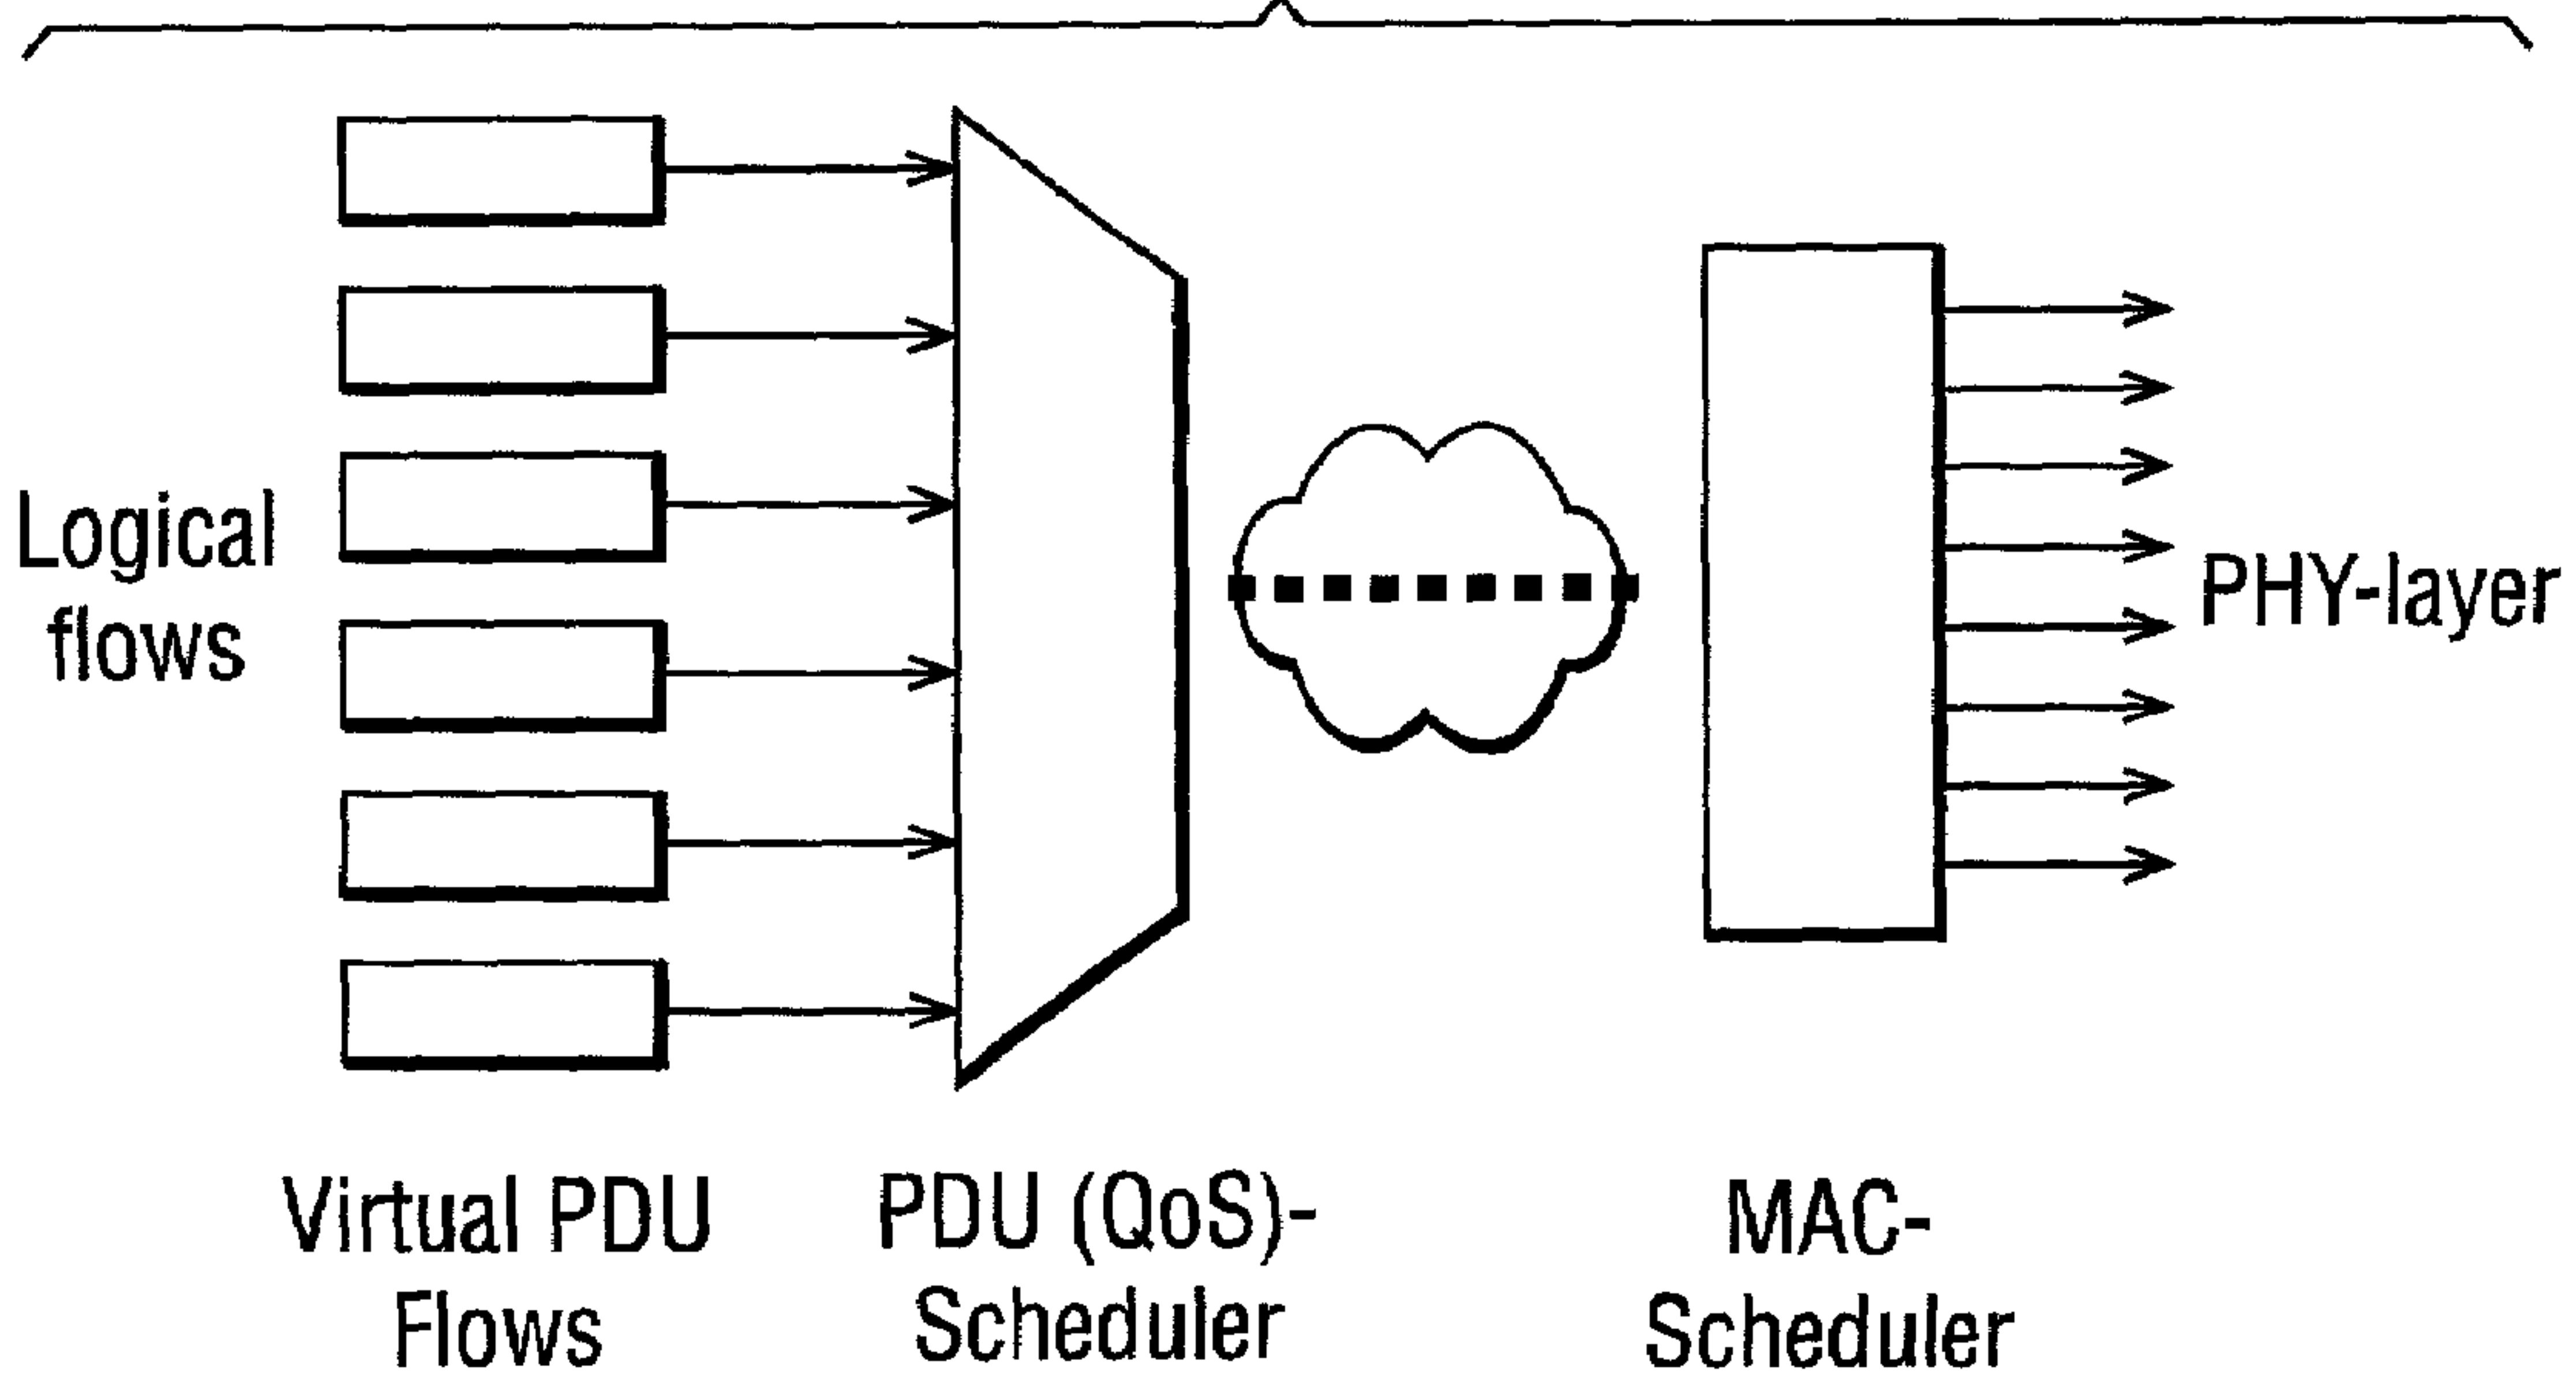 Logical
flows
PHY-layer
Virtual PDU
Flows
PDU (QoS)-
Scheduler
MAC-
Scheduler